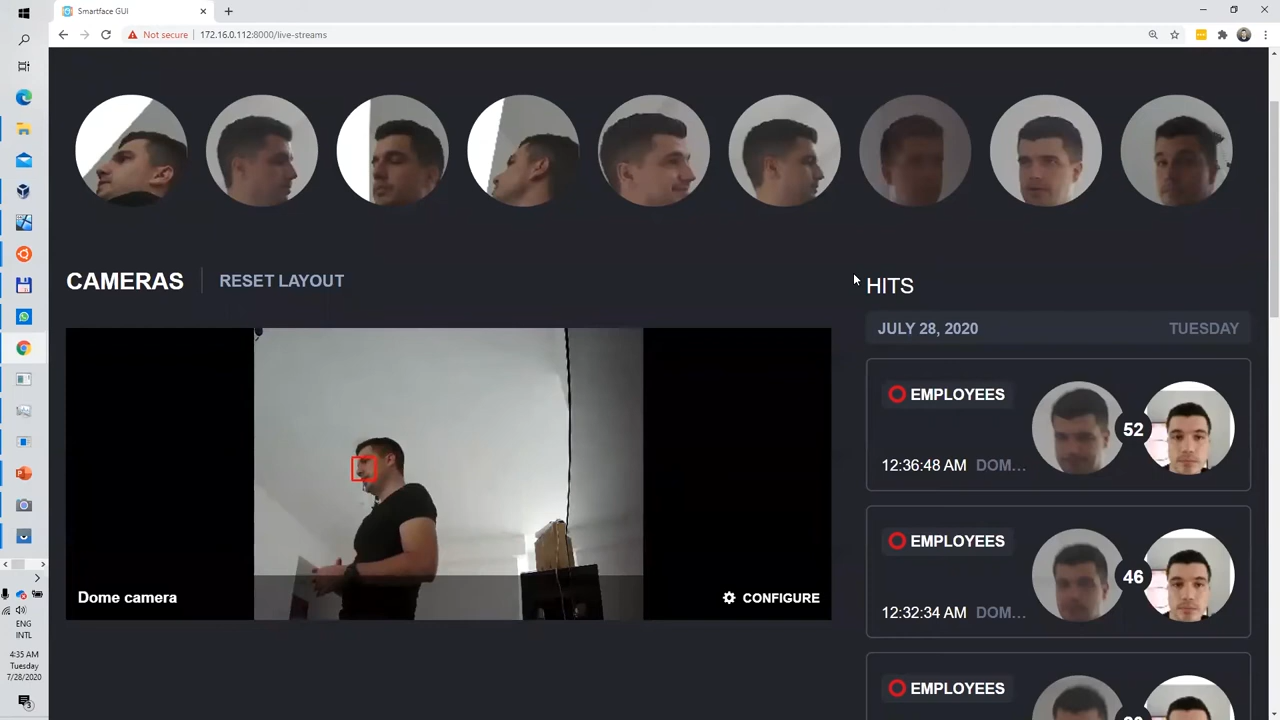 Smartface GUI
Not secure
172.16.0.112:8000/live-streams
CAMERAS
RESET LAYOUT
HITS
JULY 28, 2020
TUESDAY
EMPLOYEES
52
12:36:48 AM
DOM...
EMPLOYEES
46
12:32:34 AM
DOM...
EMPLOYEES
Dome camera
CONFIGURE
ENG
INTL
4:35 AM
Tuesday
7/28/2020